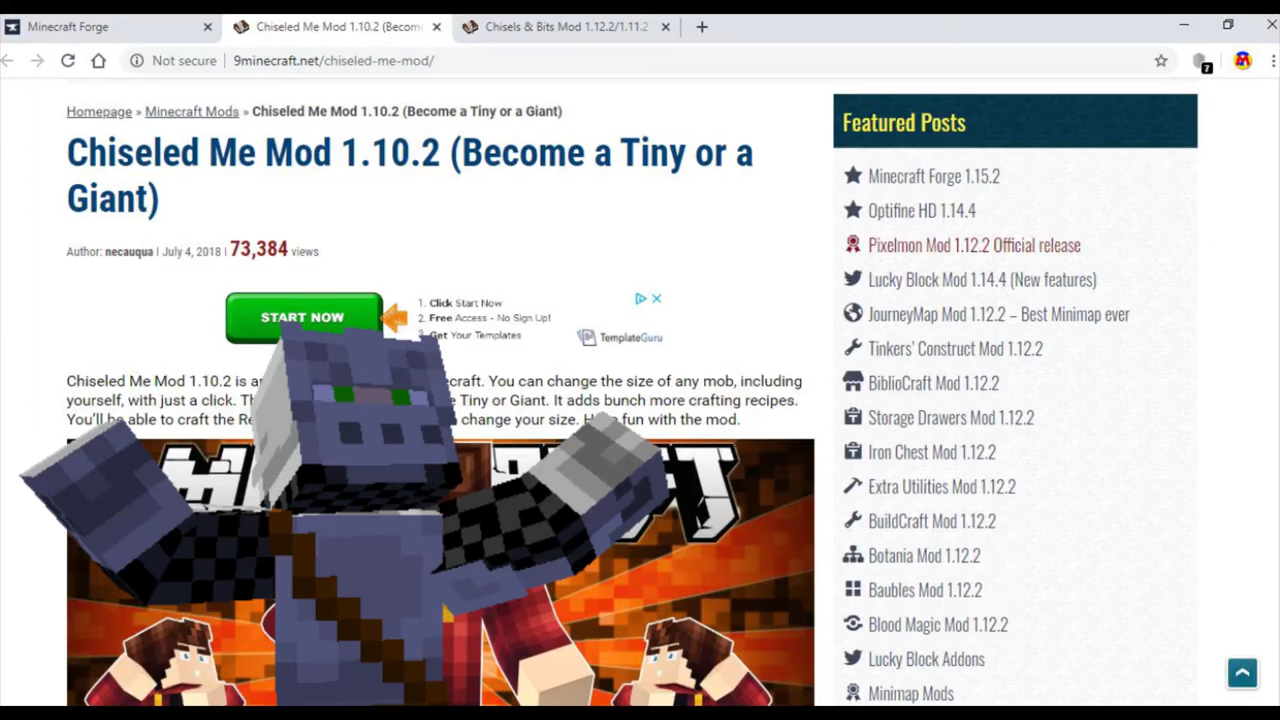 Minecraft Forge
Chiseled Me Mod 1.10.2 (Becom
Chisels & Bits Mod 1.12.2/1.11.2
Not secure
9minecraft.net/chiseled-me-mod/
7
Homepage » Minecraft Mods » Chiseled Me Mod 1.10.2 (Become a Tiny or a Giant)
Chiseled Me Mod 1.10.2 (Become a Tiny or a
Giant)
Author: necauqua | July 4, 2018 | 73,384 views
START NOW
1. Click Start Now
2. Free Access - No Sign Up!
Get Your Templates
TemplateGuru
Chiseled Me Mod 1.10.2 is craft. You can change the size of any mob, including
yourself, with just a click. Tiny or Giant. It adds bunch more crafting recipes.
You'll be able to craft the change your size. fun with the mod.
Featured Posts
Minecraft Forge 1.15.2
Optifine HD 1.14.4
Pixelmon Mod 1.12.2 Official release
Lucky Block Mod 1.14.4 (New features)
JourneyMap Mod 1.12.2 – Best Minimap ever
Tinkers' Construct Mod 1.12.2
BiblioCraft Mod 1.12.2
Storage Drawers Mod 1.12.2
Iron Chest Mod 1.12.2
Extra Utilities Mod 1.12.2
BuildCraft Mod 1.12.2
Botania Mod 1.12.2
Baubles Mod 1.12.2
Blood Magic Mod 1.12.2
Lucky Block Addons
Minimap Mods